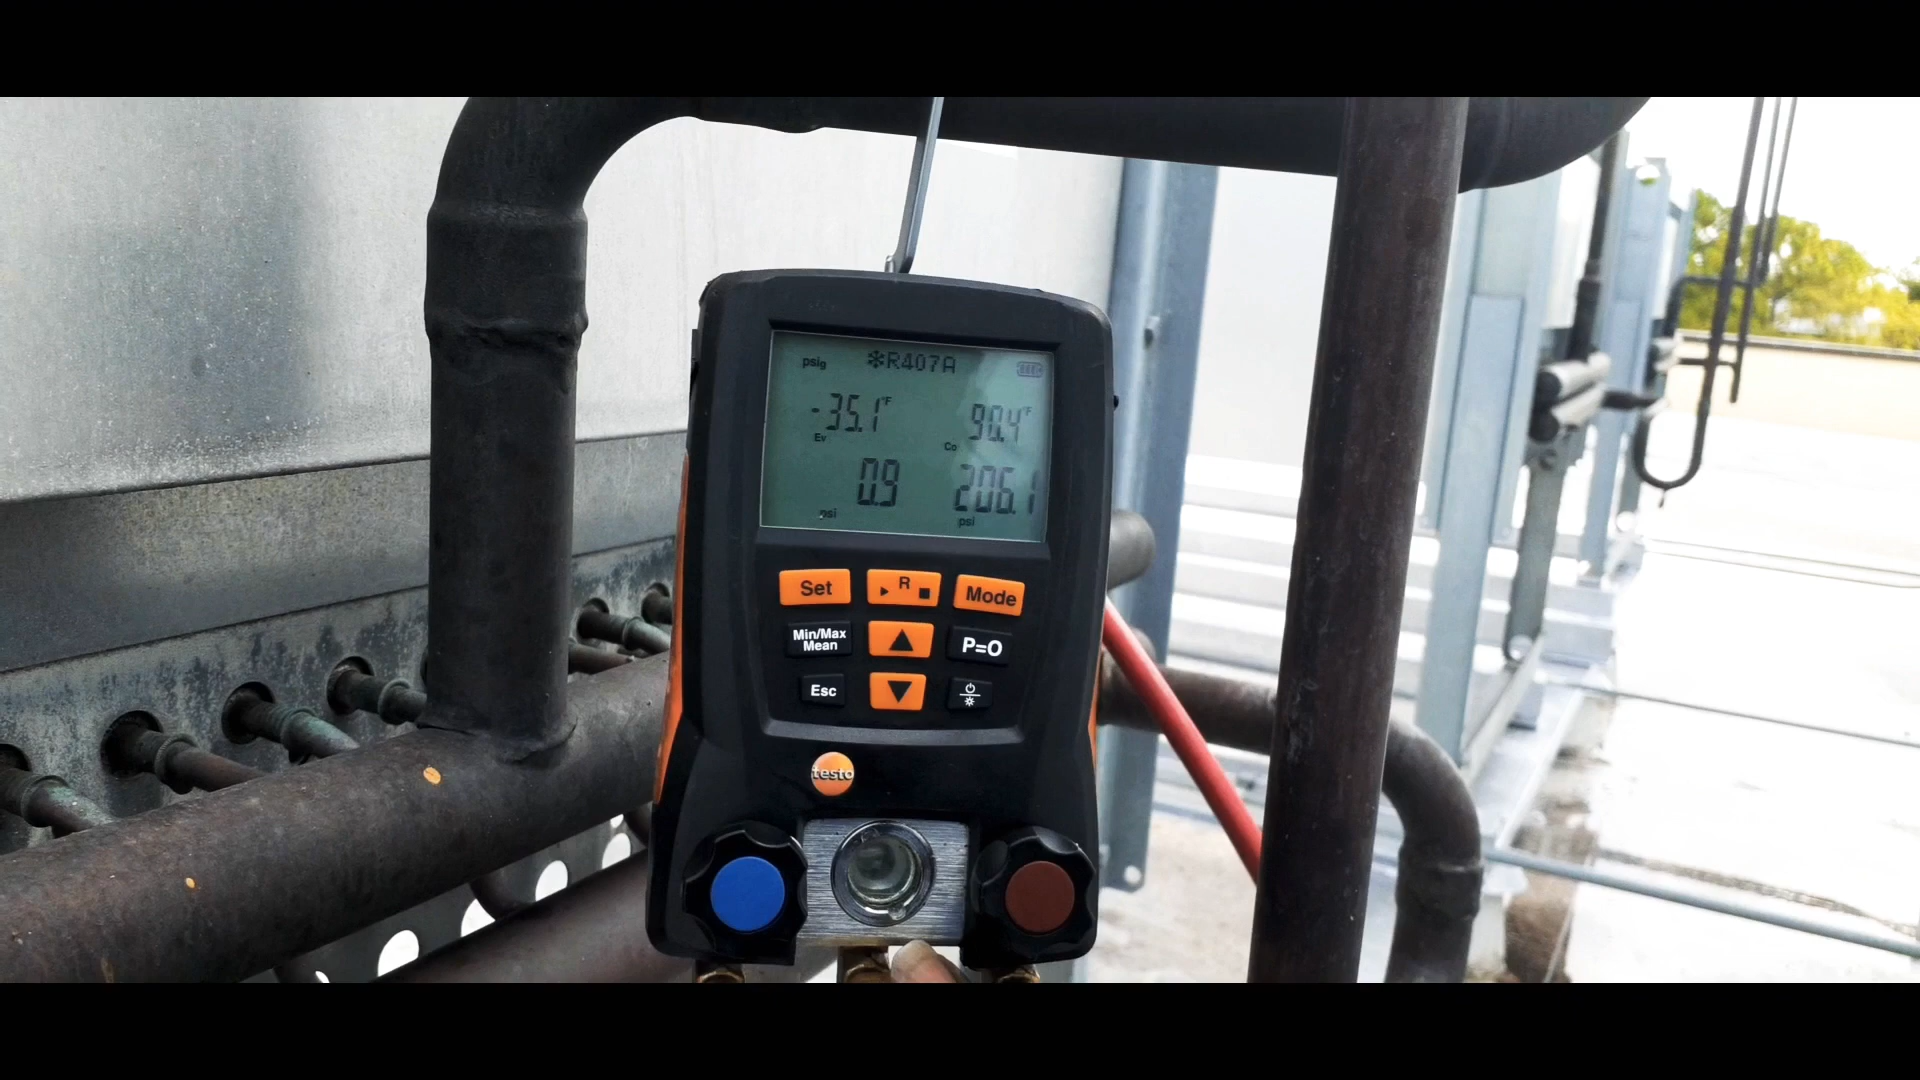 psig ❄R407A
-35.1°F 90.4°F
Ev Co
0.9 206.1
psi psi
Set ▶ R ■ Mode
Min/Max
Mean ▲ P=O
Esc ▼
testo